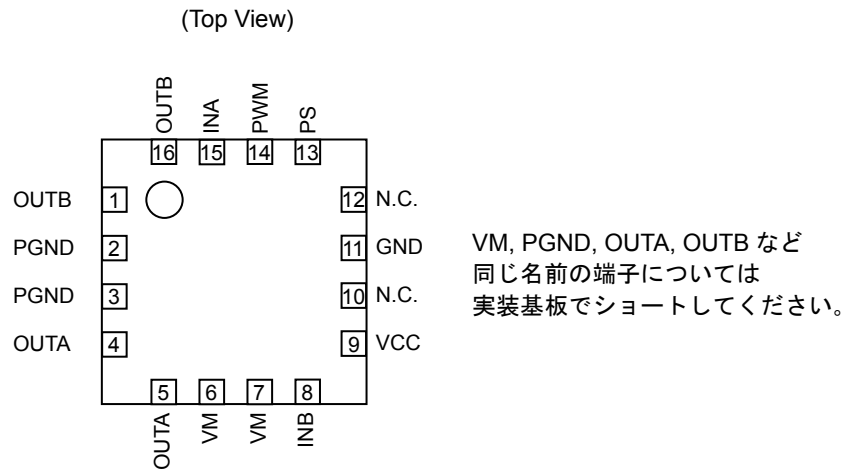 (Top View)
OUTB INA PWM PS
16 15 14 13
OUTB 1 12 N.C.
PGND 2 11 GND
PGND 3 10 N.C.
OUTA 4 9 VCC
5 6 7 8
OUTA VM VM INB
VM, PGND, OUTA, OUTB など
同じ名前の端子については
実装基板でショートしてください。